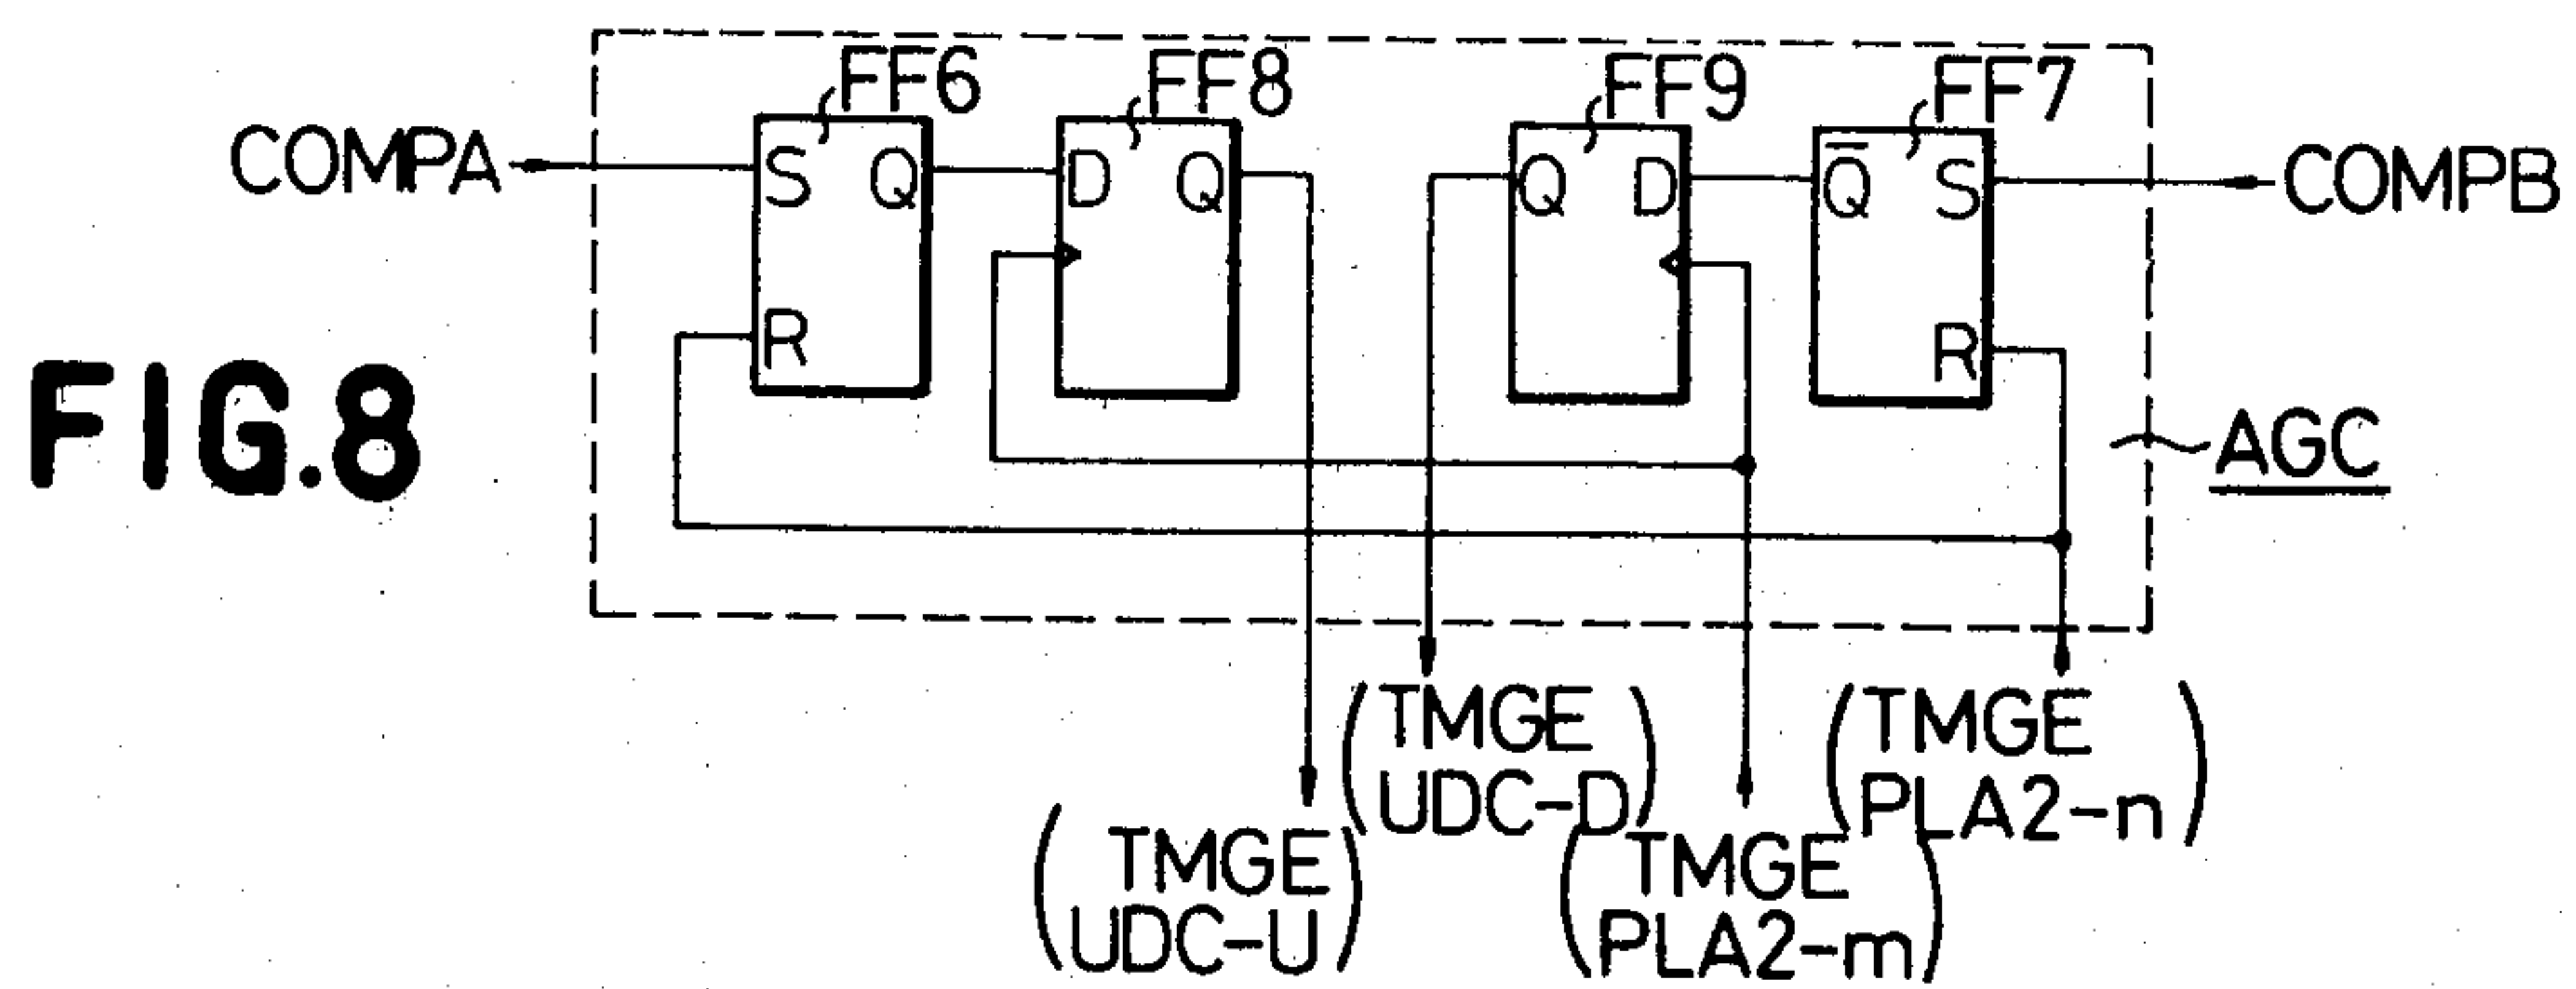 FF6
FF8
FF9
FF7
COMPA
S
Q
D
Q
Q
D
Q̅
S
COMPB
R
R
FIG.8
AGC
(TMGE
UDC-D)
(TMGE
PLA2-n)
(TMGE
UDC-U)
(TMGE
PLA2-m)